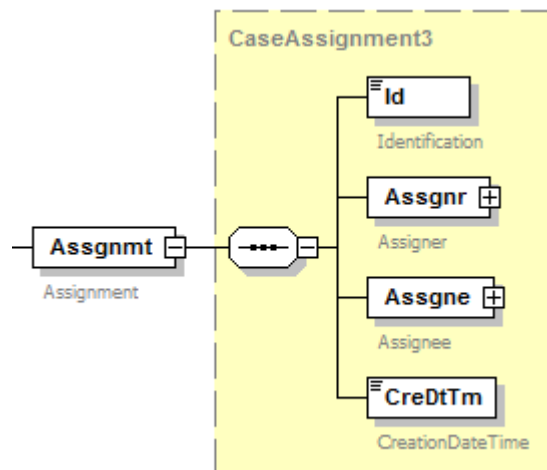 CaseAssignment3
Id
Identification
Assgnr
Assigner
Assgnmt
Assignment
Assgne
Assignee
CreDtTm
CreationDateTime